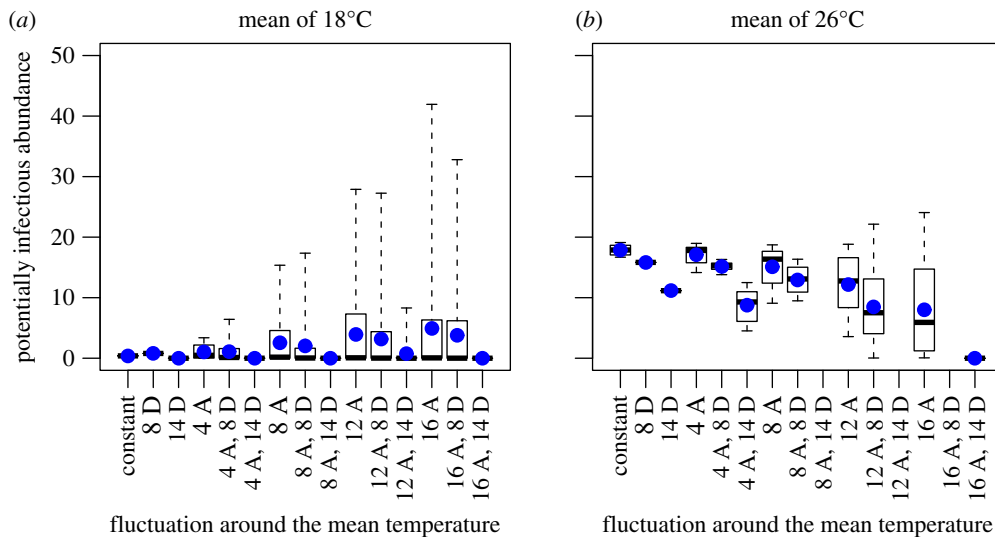 (a) mean of 18°C
potentially infectious abundance
50
40
30
20
10
0
constant
8 D
14 D
4 A
4 A, 8 D
4 A, 14 D
8 A
8 A, 8 D
8 A, 14 D
12 A
12 A, 8 D
12 A, 14 D
16 A
16 A, 8 D
16 A, 14 D
fluctuation around the mean temperature
(b) mean of 26°C
constant
8 D
14 D
4 A
4 A, 8 D
4 A, 14 D
8 A
8 A, 8 D
8 A, 14 D
12 A
12 A, 8 D
12 A, 14 D
16 A
16 A, 8 D
16 A, 14 D
fluctuation around the mean temperature